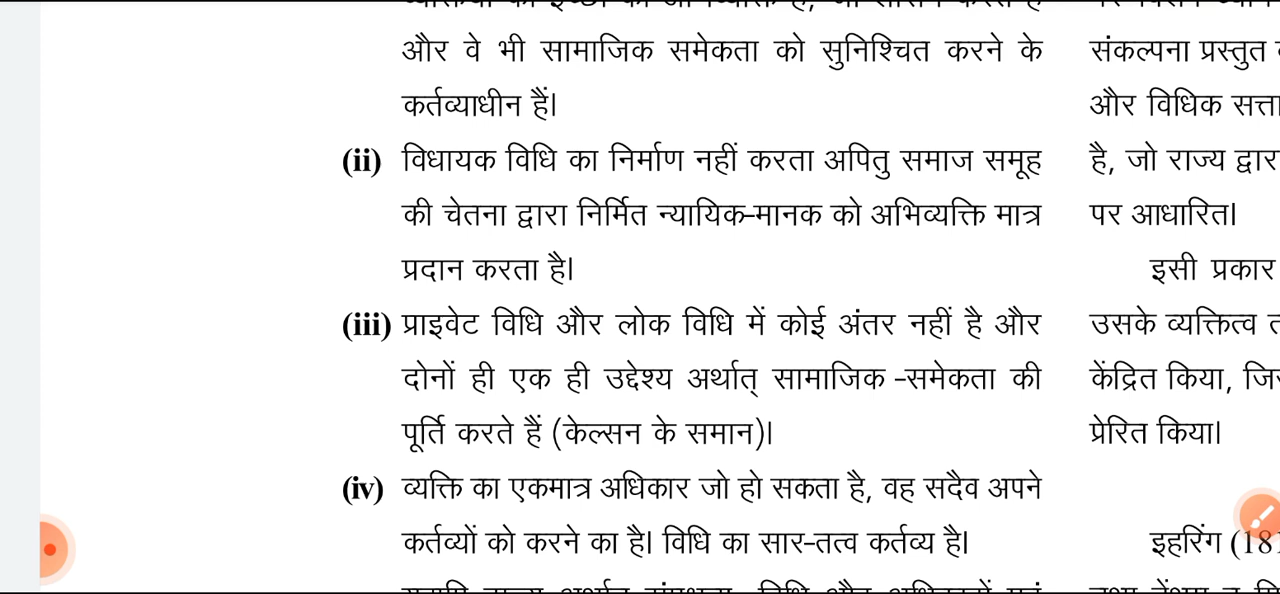 और वे भी सामाजिक समेकता को सुनिश्चित करने के
कर्तव्याधीन हैं।
(ii) विधायक विधि का निर्माण नहीं करता अपितु समाज समूह
की चेतना द्वारा निर्मित न्यायिक-मानक को अभिव्यक्ति मात्र
प्रदान करता है।
(iii) प्राइवेट विधि और लोक विधि में कोई अंतर नहीं है और
दोनों ही एक ही उद्देश्य अर्थात् सामाजिक -समेकता की
पूर्ति करते हैं (केल्सन के समान)।
(iv) व्यक्ति का एकमात्र अधिकार जो हो सकता है, वह सदैव अपने
कर्तव्यों को करने का है। विधि का सार-तत्व कर्तव्य है।
संकल्पना प्रस्तुत
और विधिक सत्ता
है, जो राज्य
पर आधारित।
इसी प्रकार
उसके व्यक्तित्व
केंद्रित किया,
प्रेरित किया।
इहरिंग (181